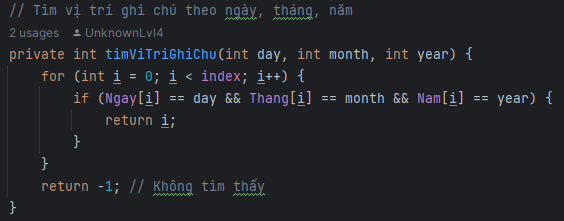 // Tìm vị trí ghi chú theo ngày, tháng, năm
2 usages UnknownLvl4
private int timViTriGhiChu(int day, int month, int year) {
for (int i = 0; i < index; i++) {
if (Ngay[i] == day && Thang[i] == month && Nam[i] == year) {
return i;
}
}
return -1; // Không tìm thấy
}